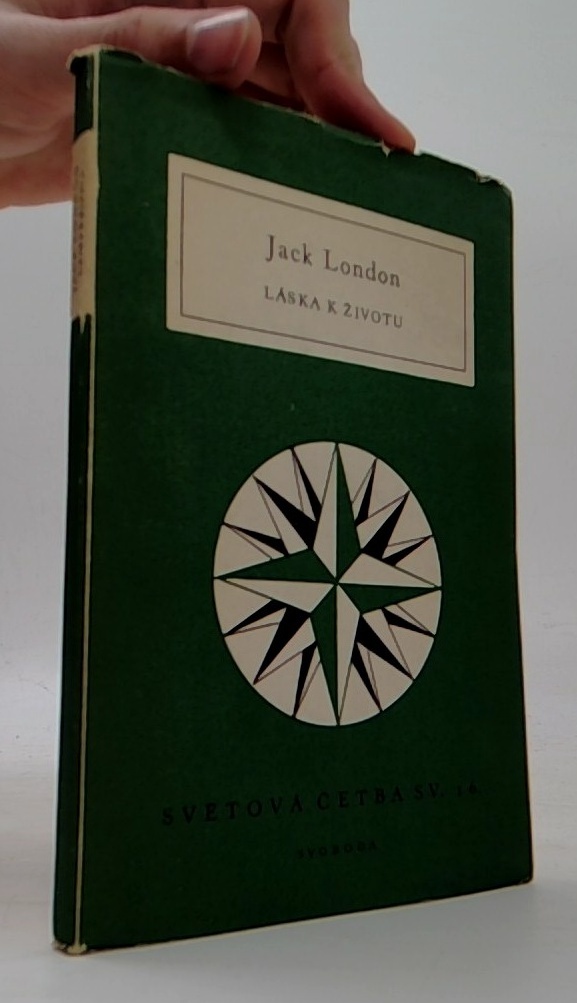 Jack London
LÁSKA K ŽIVOTU
SVĚTOVÁ ČETBA SV. 16
SVOBODA